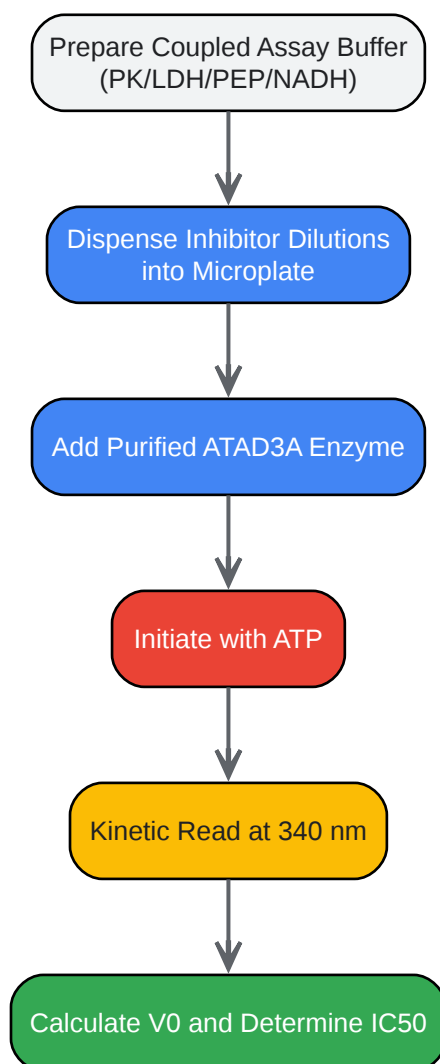 Prepare Coupled Assay Buffer
(PK/LDH/PEP/NADH)
Dispense Inhibitor Dilutions
into Microplate
Add Purified ATAD3A Enzyme
Initiate with ATP
Kinetic Read at 340 nm
Calculate V0 and Determine IC50